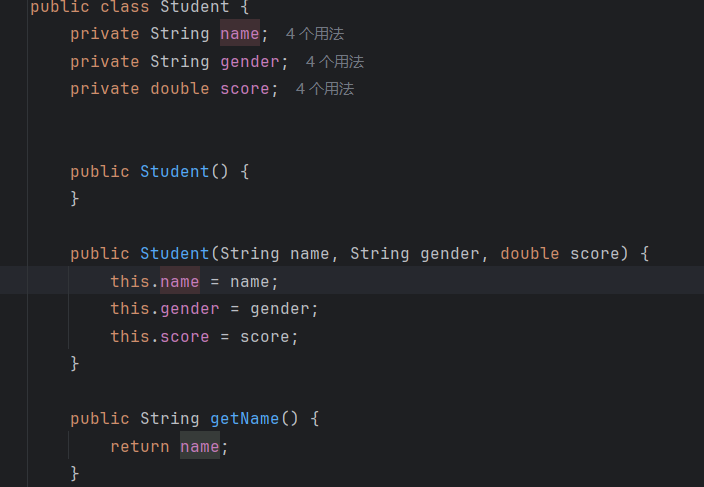 public class Student {
private String name; 4个用法
private String gender; 4个用法
private double score; 4个用法
public Student() {
}
public Student(String name, String gender, double score) {
this.name = name;
this.gender = gender;
this.score = score;
}
public String getName() {
return name;
}